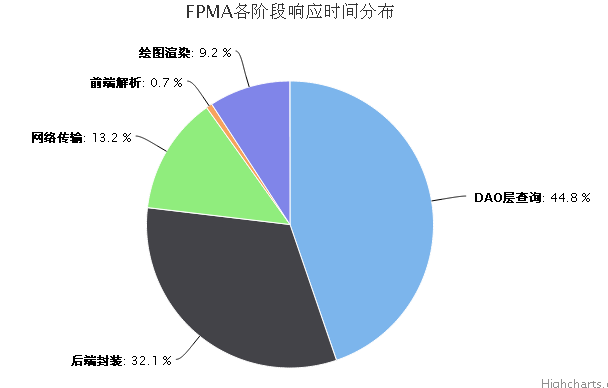 FPMA各阶段响应时间分布
绘图渲染: 9.2 %
前端解析: 0.7 %
网络传输: 13.2 %
DAO层查询: 44.8 %
后端封装: 32.1 %
Highcharts.c